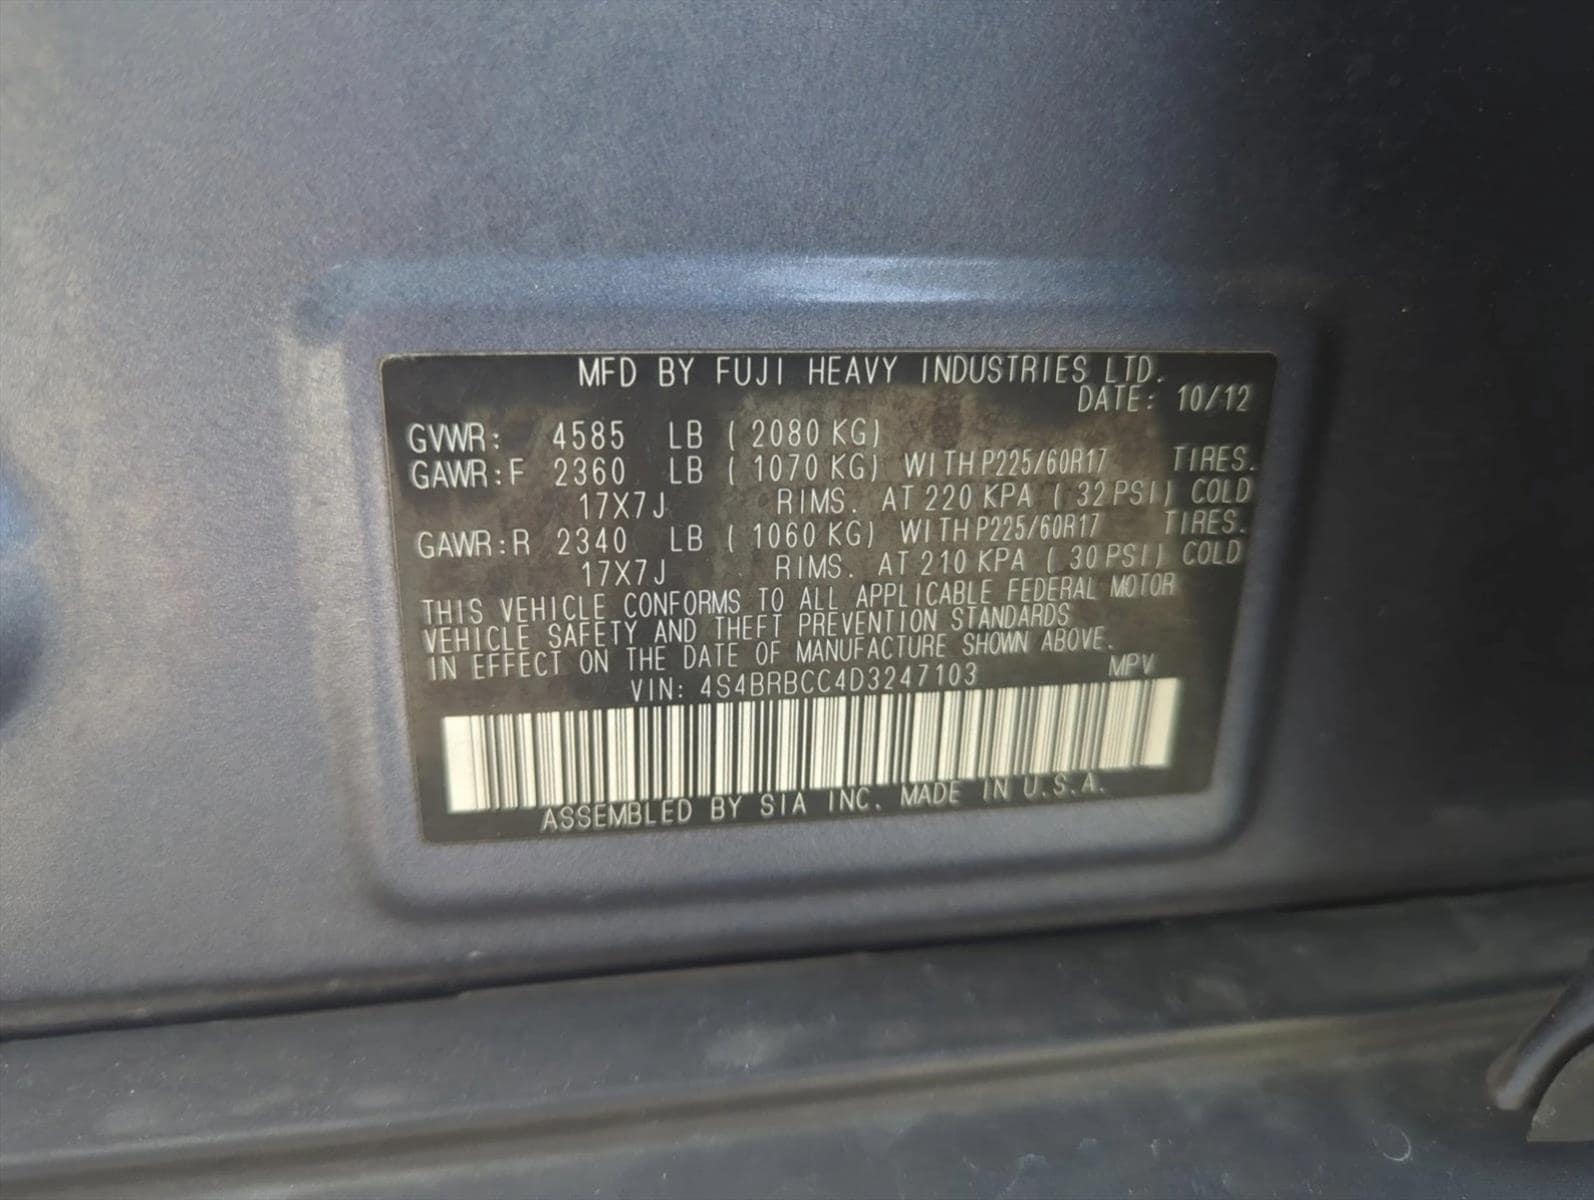 MFD BY FUJI HEAVY INDUSTRIES LTD.
DATE: 10/12
GVWR: 4585 LB ( 2080 KG)
GAWR:F 2360 LB ( 1070 KG) WITH P225/60R17 TIRES.
17X7J RIMS. AT 220 KPA ( 32 PSI) COLD
GAWR:R 2340 LB ( 1060 KG) WITH P225/60R17 TIRES.
17X7J RIMS. AT 210 KPA ( 30 PSI) COLD
THIS VEHICLE CONFORMS TO ALL APPLICABLE FEDERAL MOTOR
VEHICLE SAFETY AND THEFT PREVENTION STANDARDS
IN EFFECT ON THE DATE OF MANUFACTURE SHOWN ABOVE.
VIN: 4S4BRBCC4D3247103 MPV
ASSEMBLED BY SIA INC. MADE IN U.S.A.